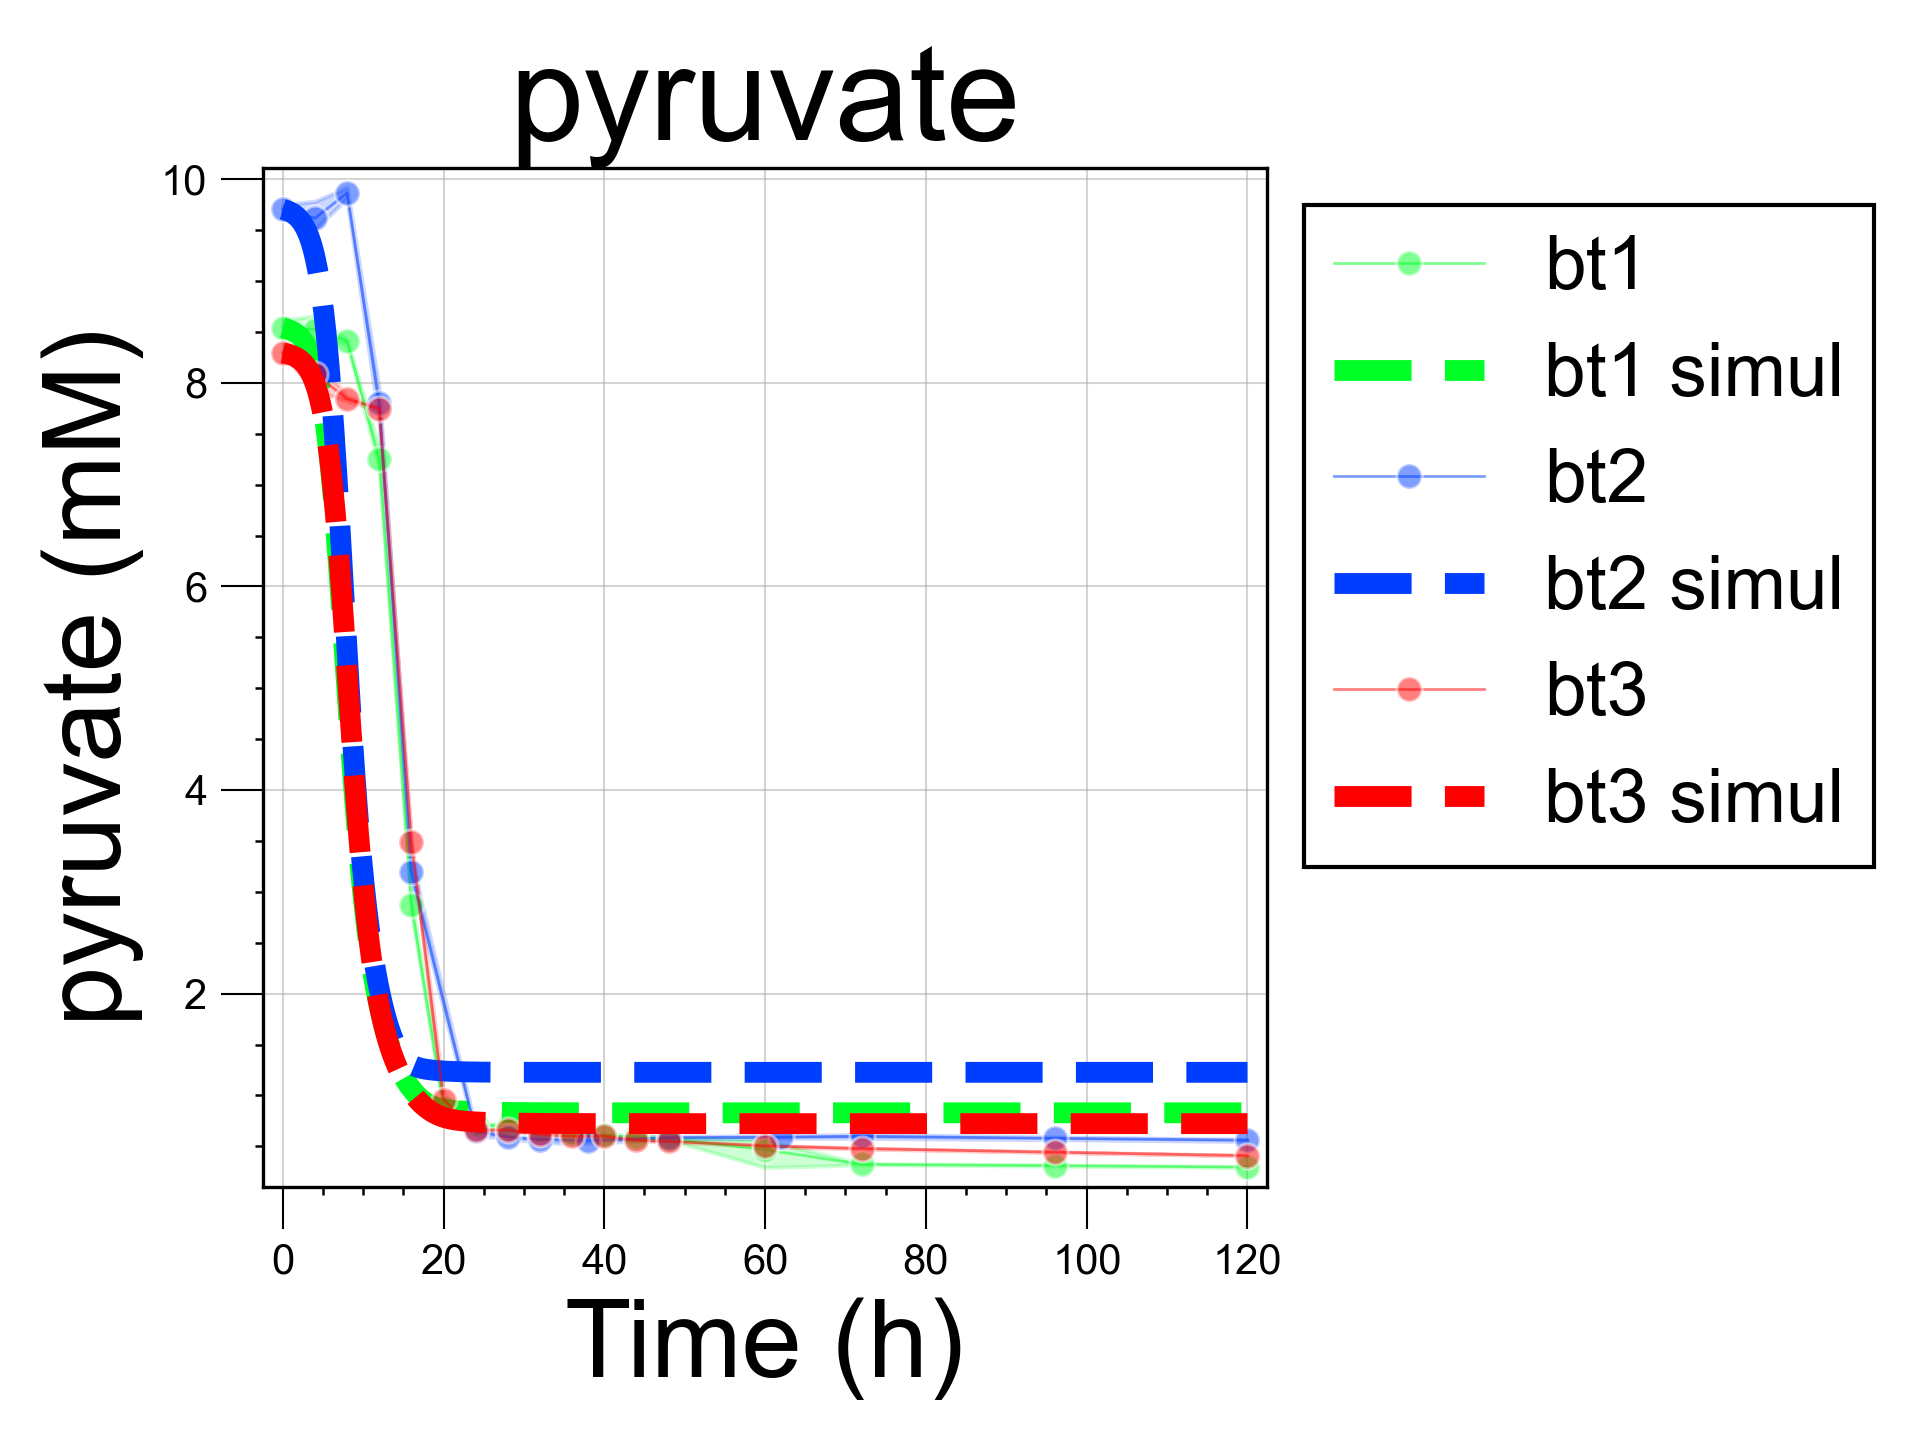 pyruvate
pyruvate (mM)
10
8
6
4
2
0
20
40
60
80
100
120
Time (h)
bt1
bt1 simul
bt2
bt2 simul
bt3
bt3 simul